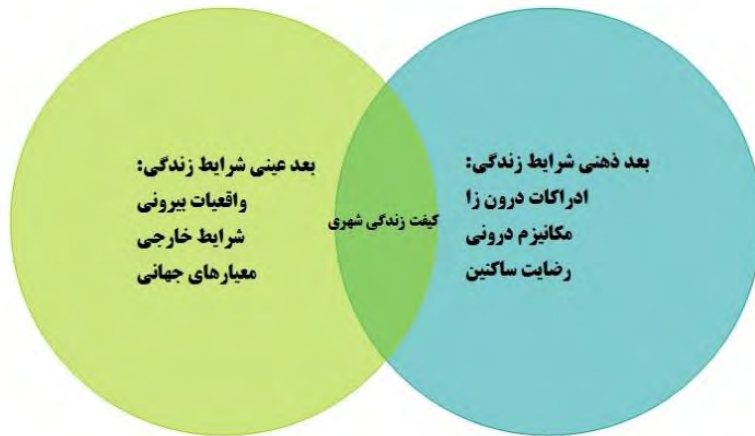 بعد ذهنی شرایط زندگی:
ادراکات درون زا
مکانیزم درونی
رضایت ساکنین
کیفت زندگی شهری
بعد عینی شرایط زندگی:
واقعیات بیرونی
شرایط خارجی
معیارهای جهانی